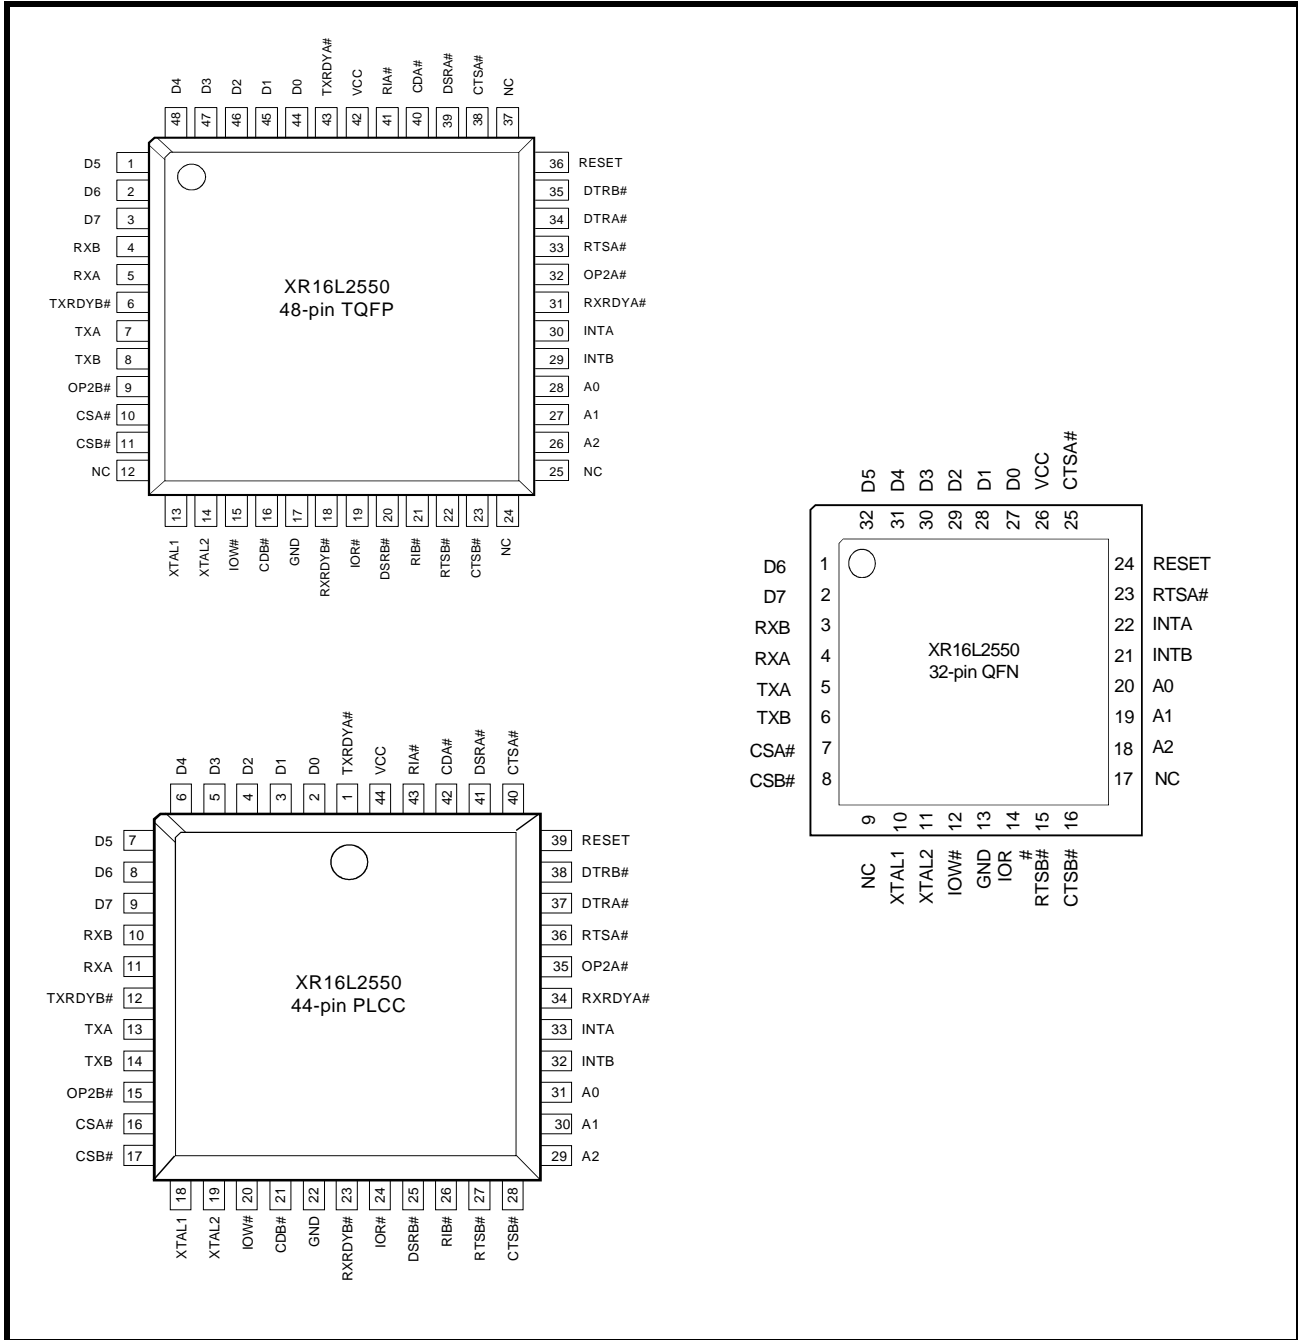 D4 D3 D2 D1 D0 TXRDYA# VCC RIA# CDA# DSRA# CTSA# NC
48 47 46 45 44 43 42 41 40 39 38 37
D5 1 36 RESET
D6 2 35 DTRB#
D7 3 34 DTRA#
RXB 4 33 RTSA#
RXA 5 32 OP2A#
TXRDYB# 6 31 RXRDYA#
TXA 7 30 INTA
TXB 8 29 INTB
OP2B# 9 28 A0
CSA# 10 27 A1
CSB# 11 26 A2
NC 12 25 NC
XR16L2550
48-pin TQFP
13 14 15 16 17 18 19 20 21 22 23 24
XTAL1 XTAL2 IOW# CDB# GND RXRDYB# IOR# DSRB# RIB# RTSB# CTSB# NC
D5 D4 D3 D2 D1 D0 VCC CTSA#
32 31 30 29 28 27 26 25
D6 1 24 RESET
D7 2 23 RTSA#
RXB 3 22 INTA
RXA 4 21 INTB
TXA 5 20 A0
TXB 6 19 A1
CSA# 7 18 A2
CSB# 8 17 NC
XR16L2550
32-pin QFN
9 10 11 12 13 14 15 16
NC XTAL1 XTAL2 IOW# GND IOR # RTSB# CTSB#
D4 D3 D2 D1 D0 TXRDYA# VCC RIA# CDA# DSRA# CTSA#
6 5 4 3 2 1 44 43 42 41 40
D5 7 39 RESET
D6 8 38 DTRB#
D7 9 37 DTRA#
RXB 10 36 RTSA#
RXA 11 35 OP2A#
TXRDYB# 12 34 RXRDYA#
TXA 13 33 INTA
TXB 14 32 INTB
OP2B# 15 31 A0
CSA# 16 30 A1
CSB# 17 29 A2
XR16L2550
44-pin PLCC
18 19 20 21 22 23 24 25 26 27 28
XTAL1 XTAL2 IOW# CDB# GND RXRDYB# IOR# DSRB# RIB# RTSB# CTSB#